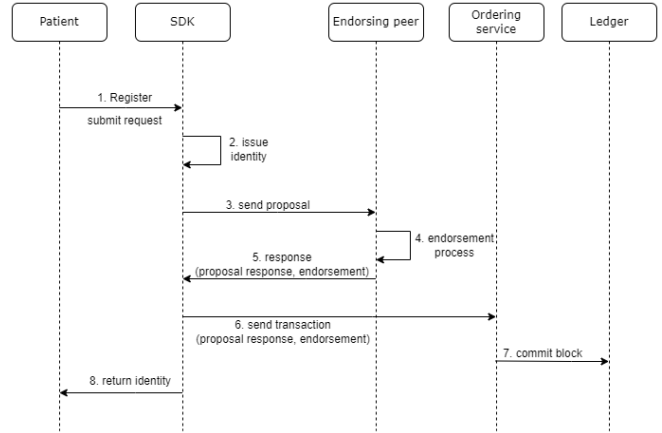 Patient
SDK
Endorsing peer
Ordering
service
Ledger
1. Register
submit request
2. issue
identity
3. send proposal
4. endorsement
process
5. response
(proposal response, endorsement)
6. send transaction
(proposal response, endorsement)
7. commit block
8. return identity